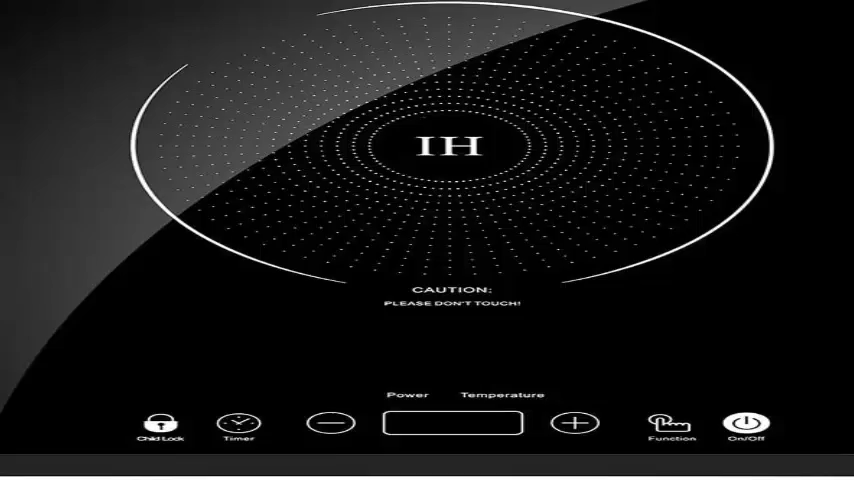 IH
CAUTION:
PLEASE DON'T TOUCH!
Power Temperature
Child Lock Timer Function On/Off